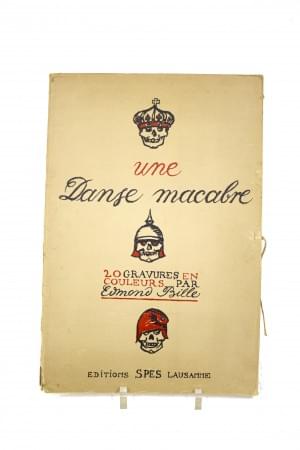 une
Danse macabre
20 GRAVURES EN
COULEURS PAR
Edmond Bille
EDITIONS SPES LAUSANNE